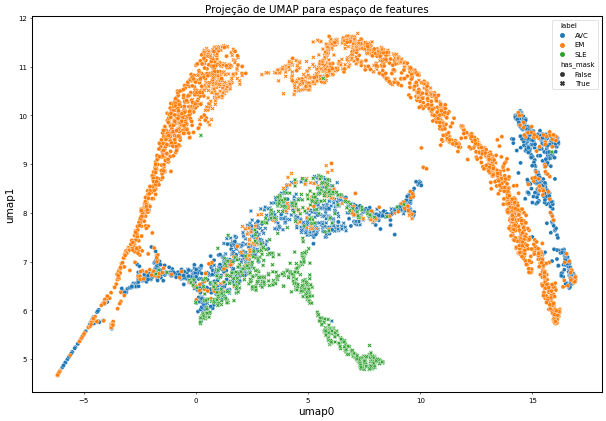 Projeção de UMAP para espaço de features
12
11
10
9
8
7
6
5
umap1
−5
0
5
10
15
umap0
label
AVC
EM
SLE
has_mask
False
True